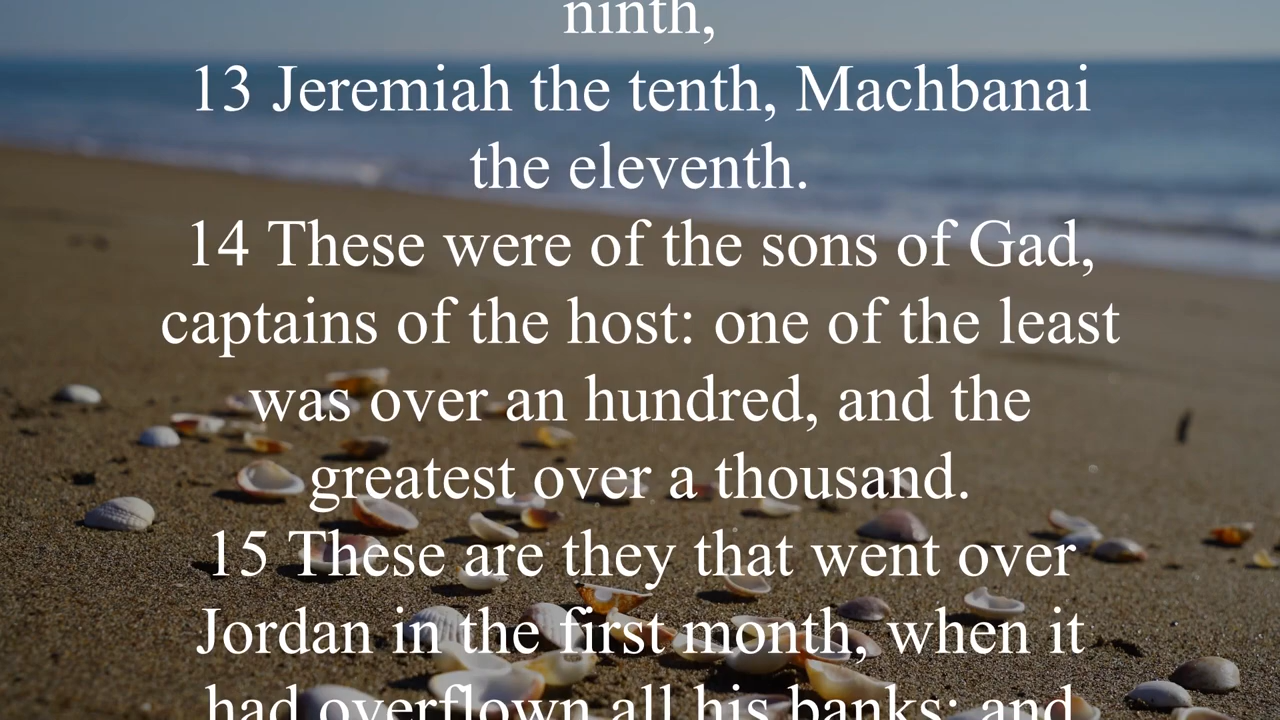 ninth,
13 Jeremiah the tenth, Machbanai
the eleventh.
14 These were of the sons of Gad,
captains of the host: one of the least
was over an hundred, and the
greatest over a thousand.
15 These are they that went over
Jordan in the first month, when it
had overflown all his banks; and